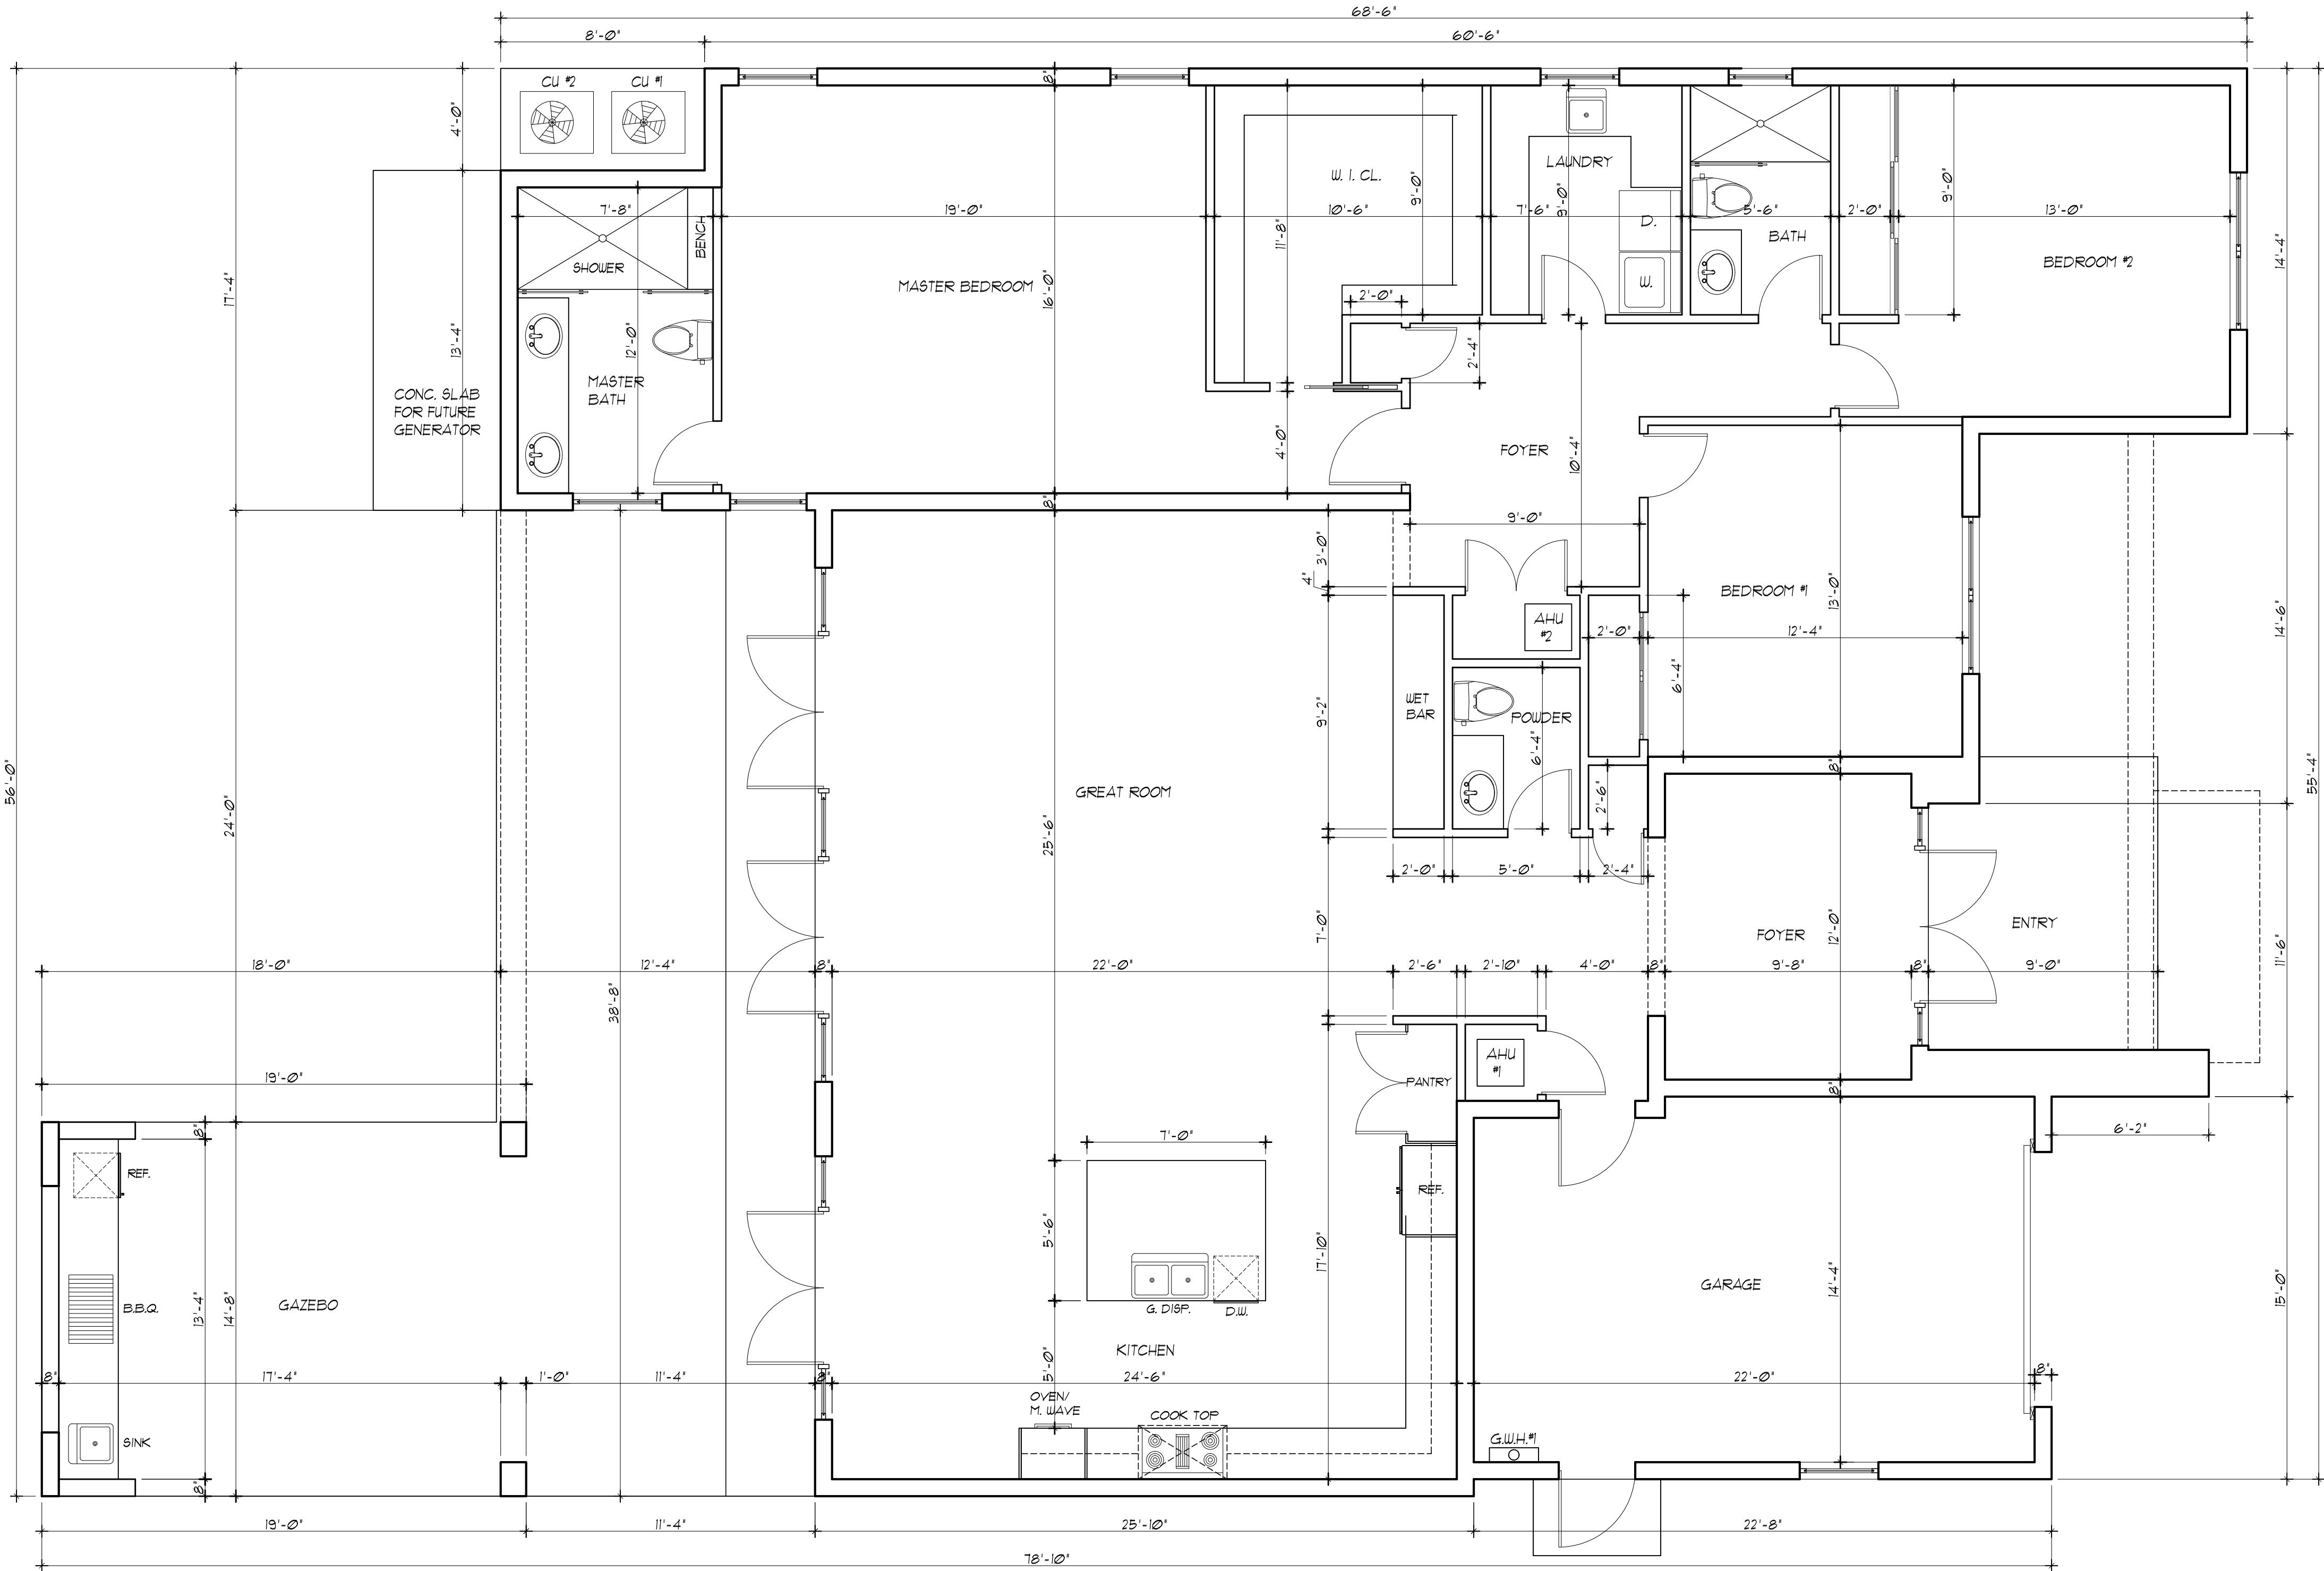 68'-6"
8'-0"
60'-6"
CU #2
CU #1
8"
4'-0"
W. I. CL.
LAUNDRY
9'-0"
9'-0"
9'-0"
7'-8"
BENCH
19'-0"
10'-6"
7'-6"
D.
5'-6"
2'-0"
13'-0"
SHOWER
11'-8"
BATH
BEDROOM #2
14'-4"
17'-4"
MASTER BEDROOM
16'-0"
W.
2'-0"
13'-4"
12'-0"
2'-4"
MASTER
BATH
CONC. SLAB
FOR FUTURE
GENERATOR
4'-0"
FOYER
10'-4"
8"
9'-0"
3'-0"
4"
BEDROOM #1
13'-0"
14'-6"
AHU
#2
2'-0"
12'-4"
6'-4"
WET
BAR
9'-2"
POWDER
6'-4"
56'-0"
55'-4"
8"
24'-0"
GREAT ROOM
25'-6"
2'-6"
2'-0"
5'-0"
2'-4"
7'-0"
FOYER
12'-0"
ENTRY
11'-6"
18'-0"
12'-4"
8"
22'-0"
2'-6"
2'-10"
4'-0"
8"
9'-8"
8"
9'-0"
38'-8"
19'-0"
AHU
#1
PANTRY
8"
8"
7'-0"
6'-2"
REF.
REF.
5'-6"
17'-10"
GARAGE
14'-4"
15'-0"
B.B.Q.
13'-4"
14'-8"
GAZEBO
G. DISP.
D.W.
KITCHEN
5'-0"
8"
17'-4"
1'-0"
11'-4"
8"
24'-6"
22'-0"
8"
OVEN/
M. WAVE
COOK TOP
SINK
G.W.H.#1
8"
19'-0"
11'-4"
25'-10"
22'-8"
78'-10"